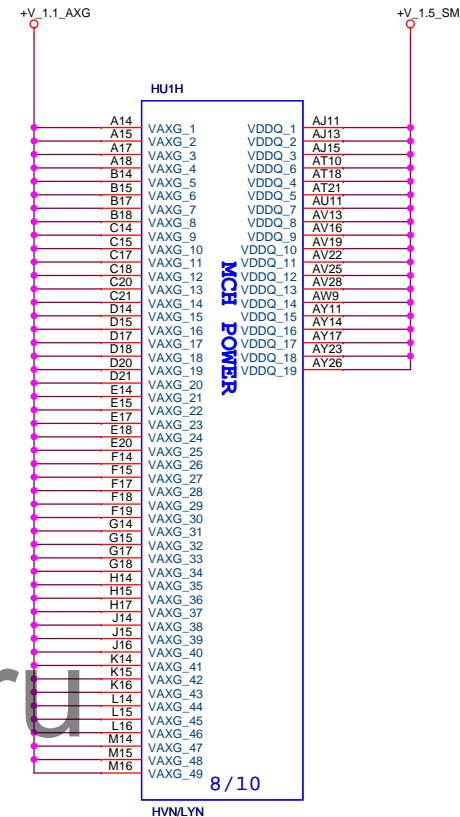 +V_1.1_AXG +V_1.5_SM
HU1H
A14 VAXG_1 VDDQ_1 AJ11
A15 VAXG_2 VDDQ_2 AJ13
A17 VAXG_3 VDDQ_3 AJ15
A18 VAXG_4 VDDQ_6 AT10
B14 VAXG_5 VDDQ_4 AT18
B15 VAXG_6 VDDQ_5 AT21
B17 VAXG_7 VDDQ_7 AU11
B18 VAXG_8 VDDQ_8 AV13
C14 VAXG_9 VDDQ_9 AV16
C15 VAXG_10 VDDQ_10 AV19
C17 VAXG_11 VDDQ_11 AV22
C18 VAXG_12 VDDQ_12 AV25
C20 VAXG_13 VDDQ_13 AV28
C21 VAXG_14 VDDQ_14 AW9
D14 VAXG_15 VDDQ_15 AY11
D15 VAXG_16 VDDQ_16 AY14
D17 VAXG_17 VDDQ_17 AY17
D18 VAXG_18 VDDQ_18 AY23
D20 VAXG_19 VDDQ_19 AY26
D21 VAXG_20
E14 VAXG_21
E15 VAXG_22
E17 VAXG_23
E18 VAXG_24
E20 VAXG_25
F14 VAXG_26
F15 VAXG_27
F17 VAXG_28
F18 VAXG_29
F19 VAXG_30
G14 VAXG_31
G15 VAXG_32
G17 VAXG_33
G18 VAXG_34
H14 VAXG_35
H15 VAXG_36
H17 VAXG_37
J14 VAXG_38
J15 VAXG_39
J16 VAXG_40
K14 VAXG_41
K15 VAXG_42
K16 VAXG_43
L14 VAXG_44
L15 VAXG_45
L16 VAXG_46
M14 VAXG_47
M15 VAXG_48
M16 VAXG_49
MCH POWER
ru
8/10
HVN/LYN